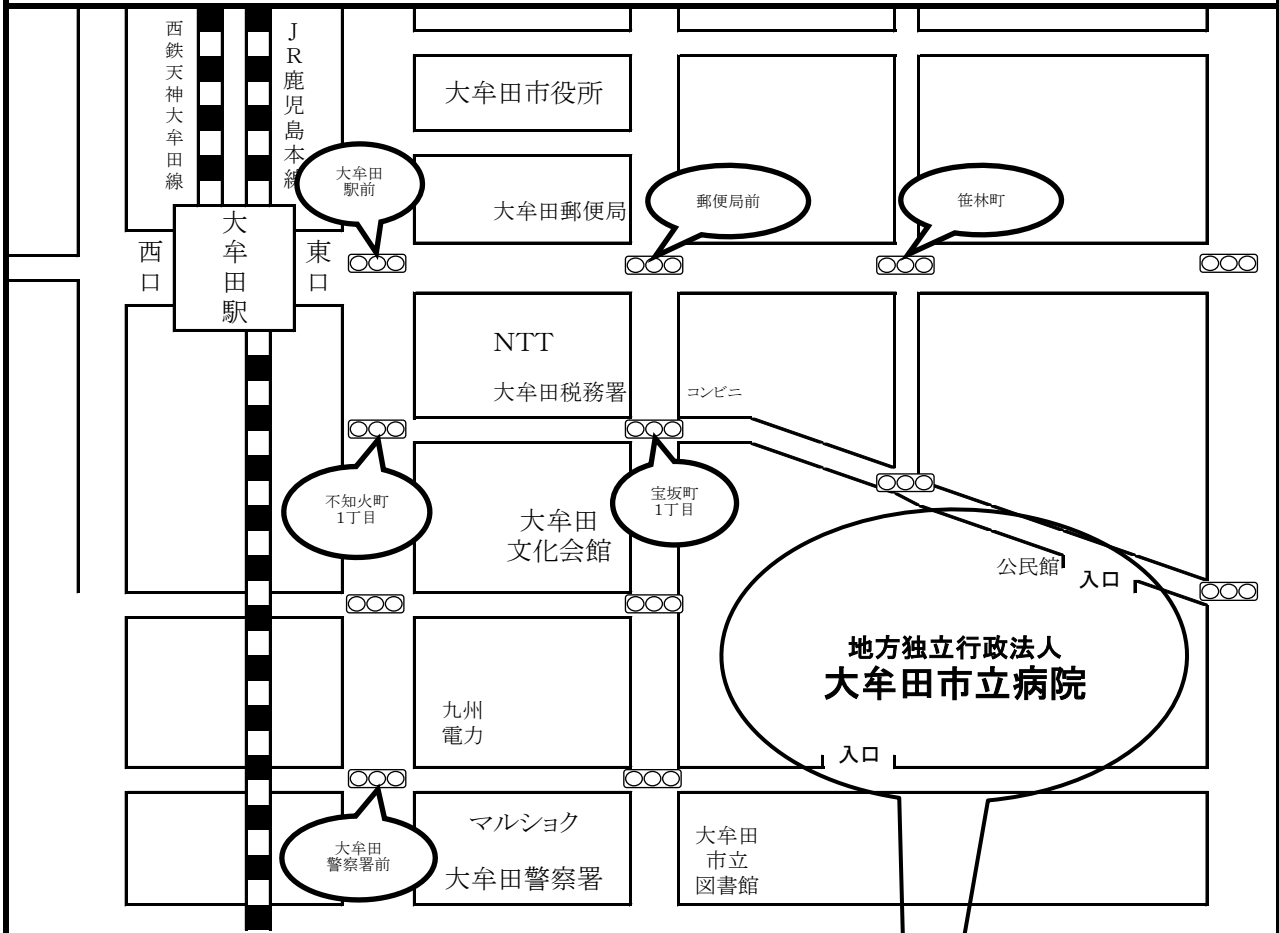 西鉄天神大牟田線
JR鹿児島本線
大牟田市役所
大牟田
駅前
大牟田郵便局
郵便局前
笹林町
西口
大牟田駅
東口
NTT
大牟田税務署
コンビニ
不知火町
1丁目
宝坂町
1丁目
大牟田
文化会館
公民館
入口
地方独立行政法人
大牟田市立病院
九州
電力
入口
マルショク
大牟田
警察署前
大牟田警察署
大牟田
市立
図書館